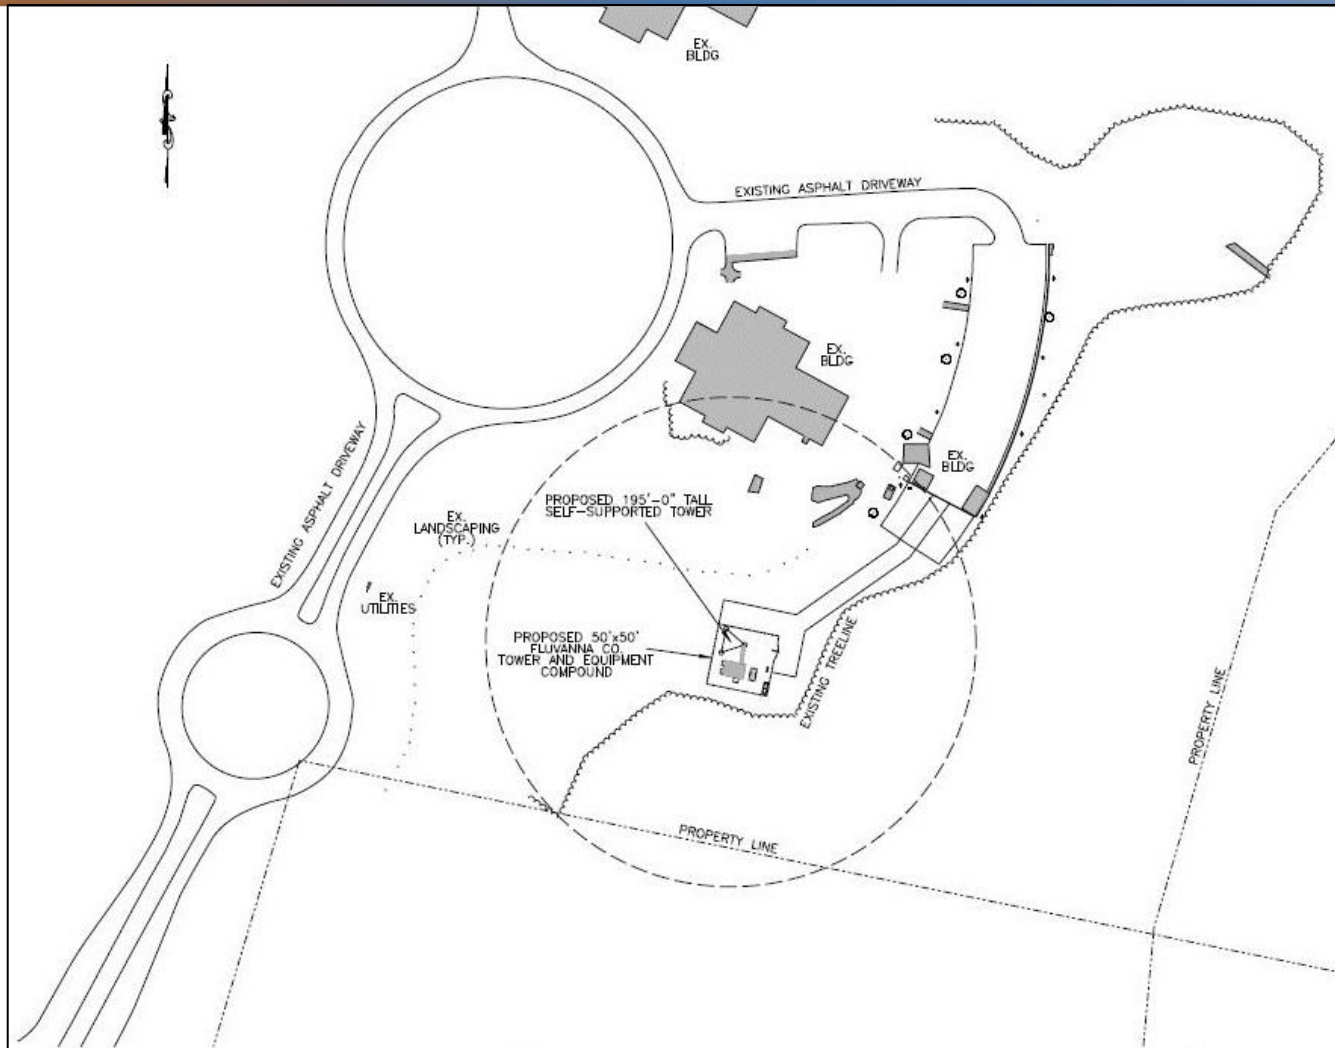 EX.
BLDG
EXISTING ASPHALT DRIVEWAY
EX.
BLDG
EXISTING ASPHALT DRIVEWAY
EX.
BLDG
PROPOSED 195'-0" TALL
SELF-SUPPORTED TOWER
EX.
LANDSCAPING
(TYP.)
EX.
UTILITIES
PROPOSED 50'x50'
FLUVANNA CO.
TOWER AND EQUIPMENT
COMPOUND
EXISTING TREELINE
PROPERTY LINE
PROPERTY LINE